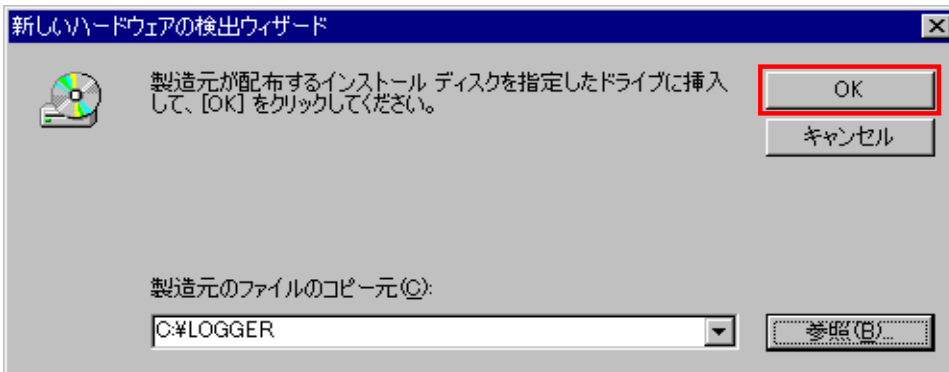 新しいハードウェアの検出ウィザード
製造元が配布するインストール ディスクを指定したドライブに挿入
して、[OK] をクリックしてください。
OK
キャンセル
製造元のファイルのコピー元(C):
C:¥LOGGER
参照(B)...